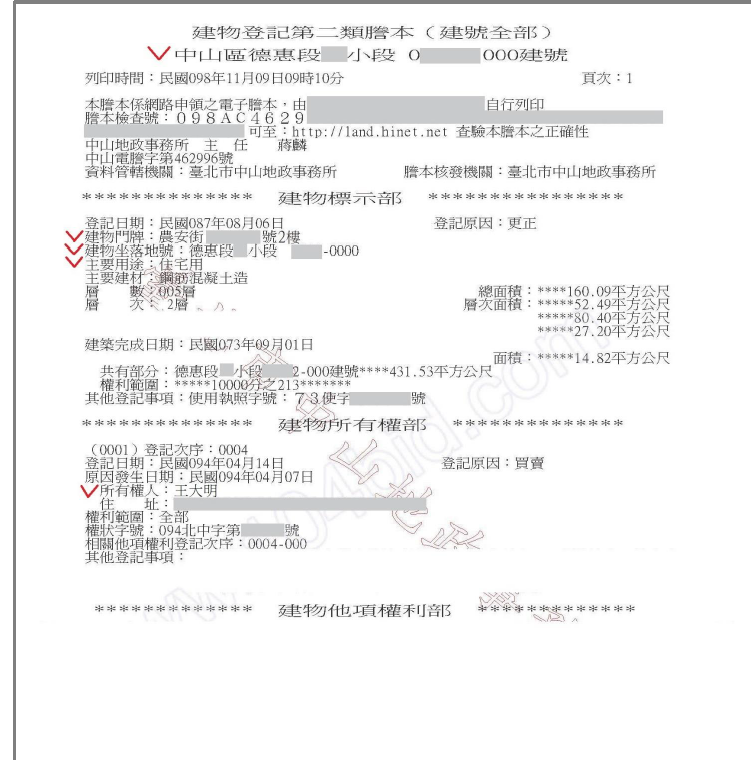 建物登記第二類謄本（建號全部）
中山區德惠段 小段 0 000建號
列印時間：民國098年11月09日09時10分 頁次：1
本謄本係網路申領之電子謄本，由 自行列印
謄本檢查號：098AC4629
可至：http://land.hinet.net 查驗本謄本之正確性
中山地政事務所 主 任 蔣麟
中山電謄字第462996號
資料管轄機關：臺北市中山地政事務所 謄本核發機關：臺北市中山地政事務所
************** 建物標示部 ****************
登記日期：民國087年08月06日 登記原因：更正
建物門牌：農安街 號2樓
建物坐落地號：德惠段 小段 -0000
主要用途：住宅用
主要建材：鋼筋混凝土造
層 數：005層 總面積：****160.09平方公尺
層 次： 2層 層次面積：*****52.49平方公尺
*****80.40平方公尺
*****27.20平方公尺
建築完成日期：民國073年09月01日
面積：*****14.82平方公尺
共有部分：德惠段 小段 2-000建號****431.53平方公尺
權利範圍：*****10000分之213*******
其他登記事項：使用執照字號：73使字 號
************** 建物所有權部 **************
（0001）登記次序：0004
登記日期：民國094年04月14日 登記原因：買賣
原因發生日期：民國094年04月07日
所有權人：王大明
住 址：
權利範圍：全部
權狀字號：094北中字第 號
相關他項權利登記次序：0004-000
其他登記事項：
************* 建物他項權利部 *************